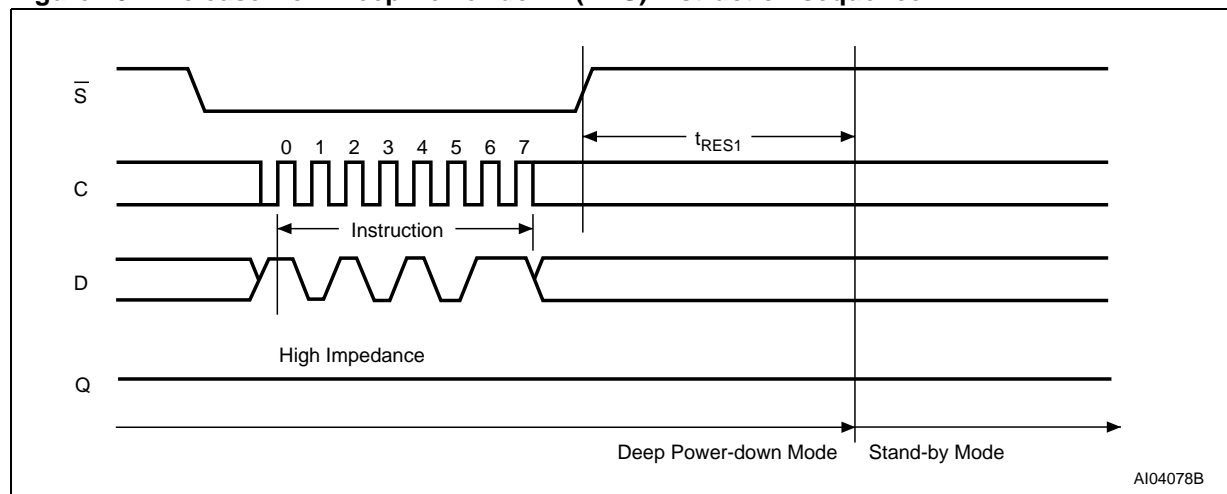 S
0 1 2 3 4 5 6 7
tRES1
C
Instruction
D
High Impedance
Q
Deep Power-down Mode Stand-by Mode
AI04078B